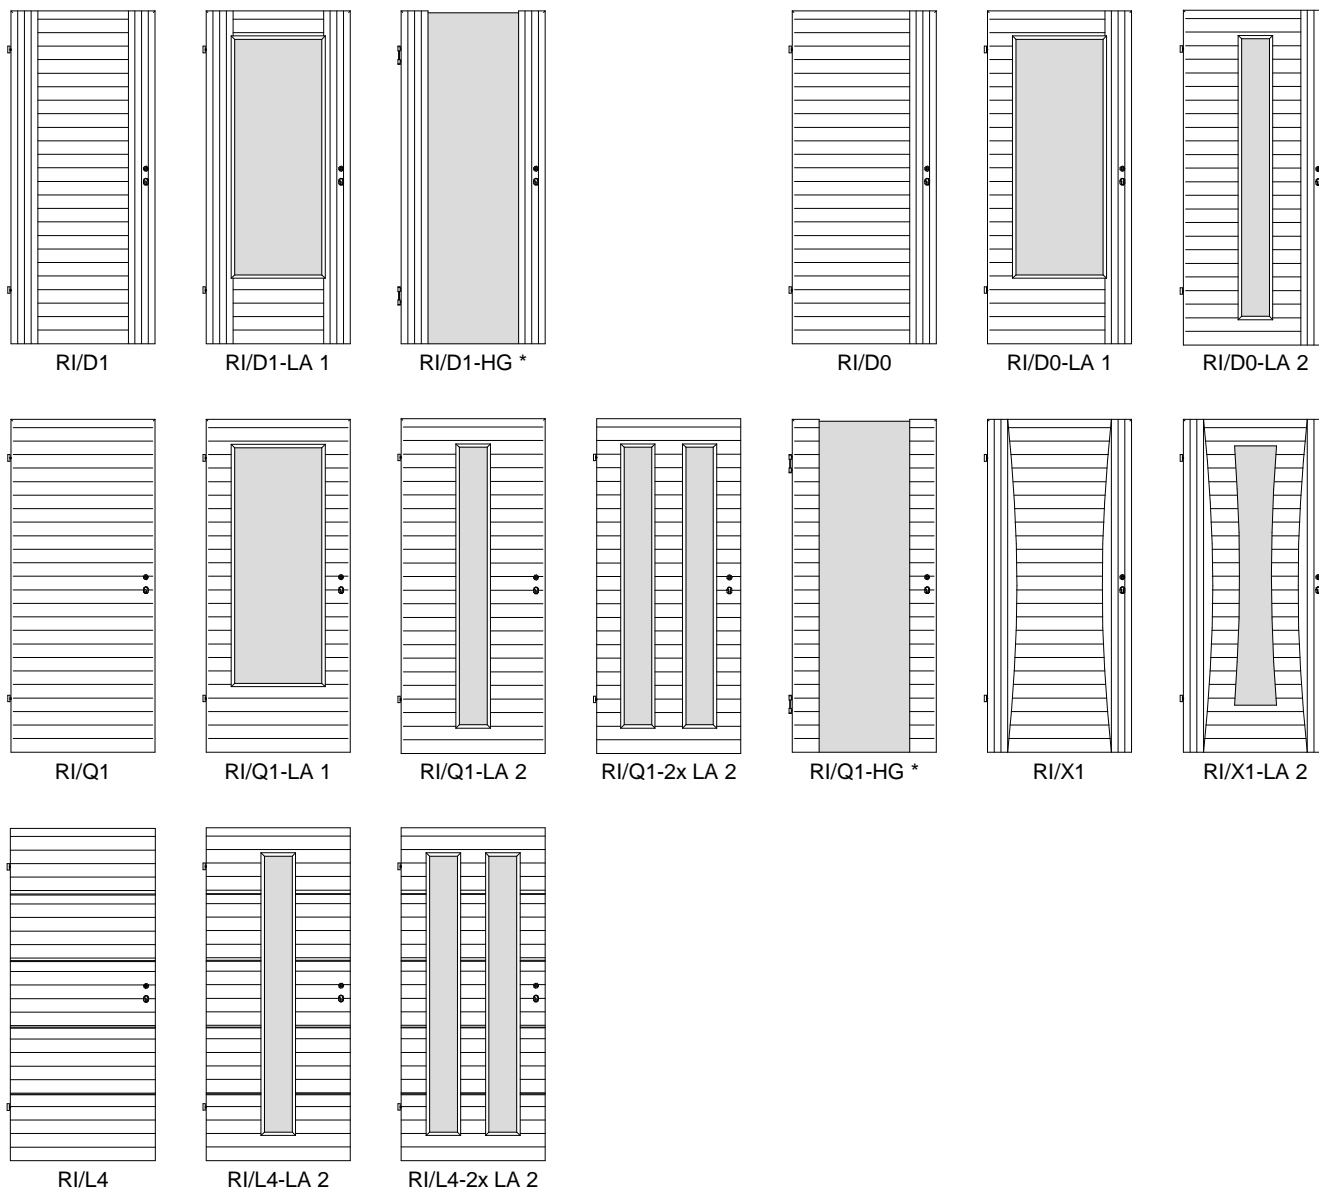 RI/D1 RI/D1-LA 1 RI/D1-HG * RI/D0 RI/D0-LA 1 RI/D0-LA 2
RI/Q1 RI/Q1-LA 1 RI/Q1-LA 2 RI/Q1-2x LA 2 RI/Q1-HG * RI/X1 RI/X1-LA 2
RI/L4 RI/L4-LA 2 RI/L4-2x LA 2